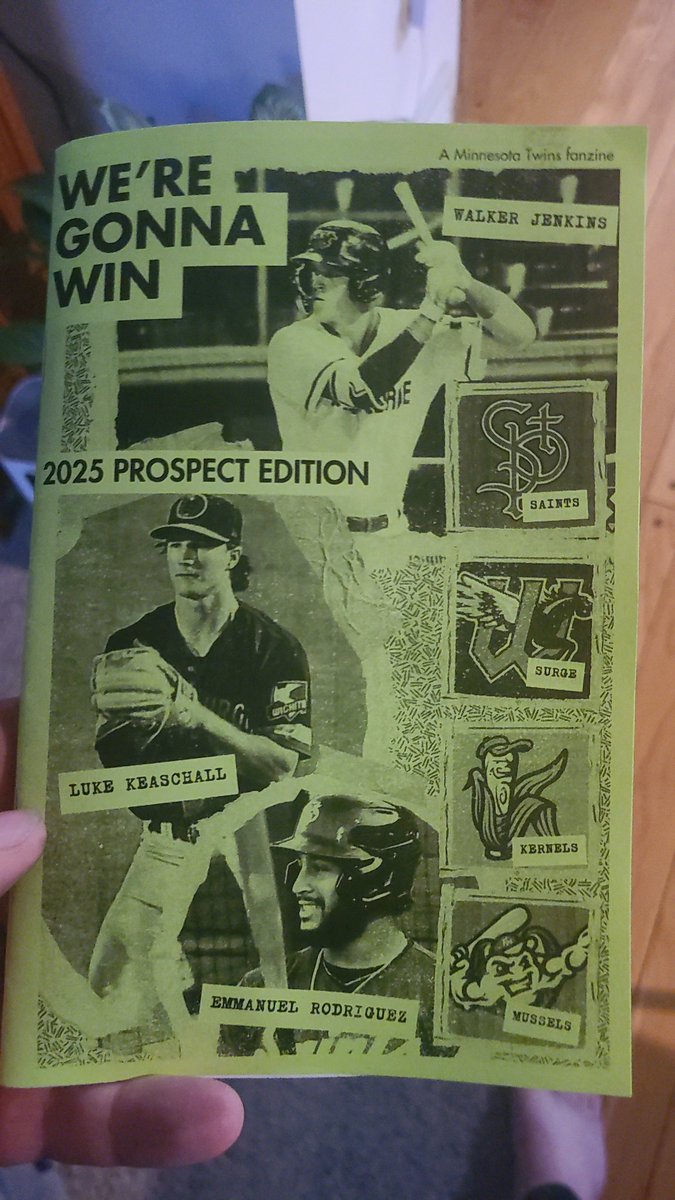 A Minnesota Twins fanzine
WE'RE
GONNA
WIN
WALKER JENKINS
2025 PROSPECT EDITION
SAINTS
SURGE
LUKE KEASCHALL
WICHITA
KERNELS
EMMANUEL RODRIGUEZ
MUSSELS